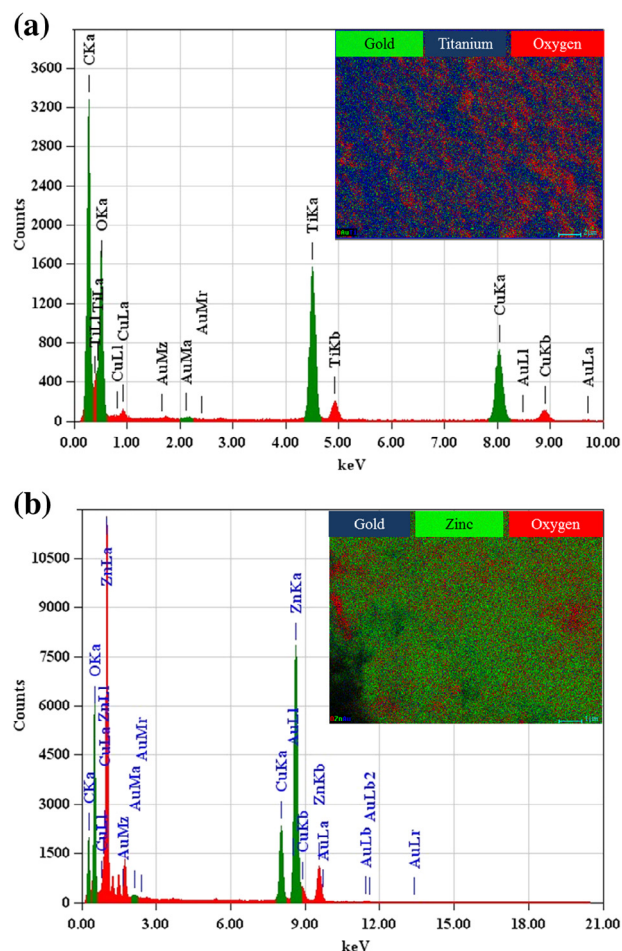 (a)
Gold Titanium Oxygen
CKa
OKa
TiLl
TiLa
CuLl
CuLa
AuMz
AuMa
AuMr
TiKa
TiKb
CuKa
AuLl
CuKb
AuLa
3600
3200
2800
2400
2000
1600
1200
800
400
0
Counts
0.00 1.00 2.00 3.00 4.00 5.00 6.00 7.00 8.00 9.00 10.00
keV
(b)
Gold Zinc Oxygen
CKa
OKa
CuLl
CuLa
ZnLl
ZnLa
AuMz
AuMa
AuMr
CuKa
ZnKa
AuLl
CuKb
ZnKb
AuLa
AuLb
AuLb2
AuLr
10500
9000
7500
6000
4500
3000
1500
0
Counts
0.00 3.00 6.00 9.00 12.00 15.00 18.00 21.00
keV